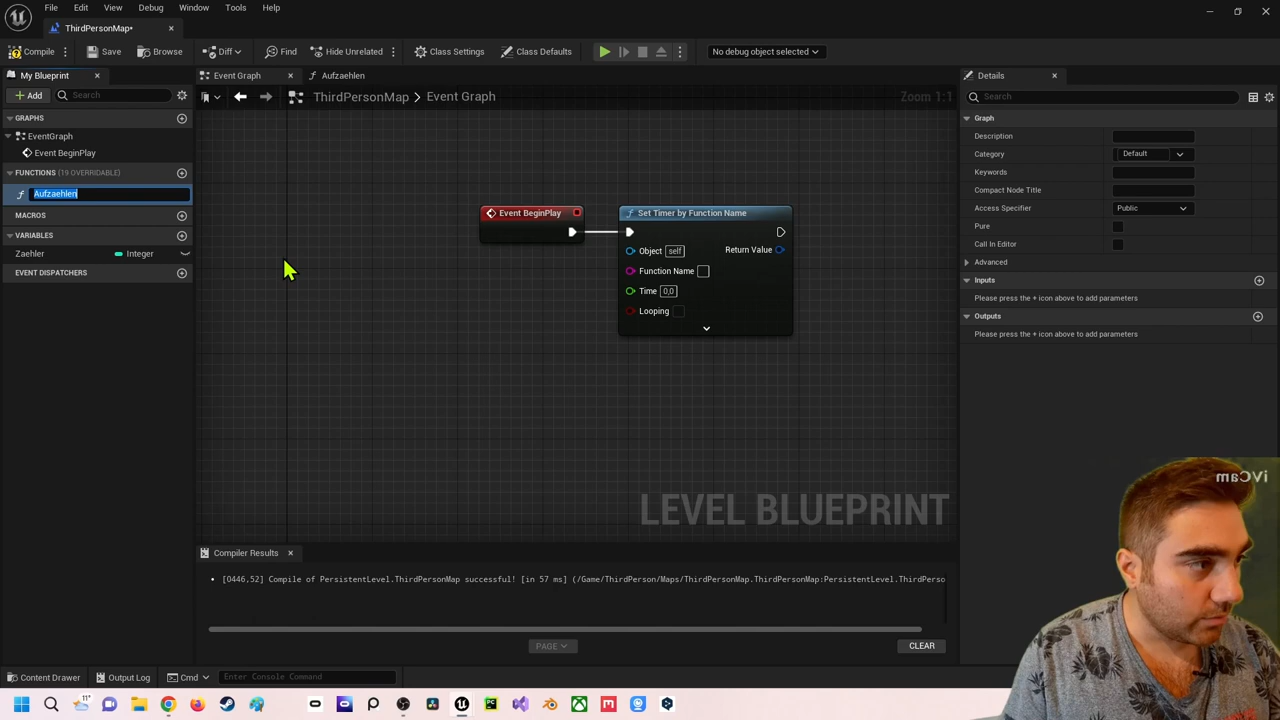 File Edit Asset View Debug Window Tools Help
ThirdPersonMap*
Compile Save Browse Diff Find Hide Unrelated Class Settings Class Defaults No debug object selected
My Blueprint Event Graph Aufzaehlen Details
Add Search ThirdPersonMap > Event Graph Zoom 1:1 Search
GRAPHS Graph
EventGraph Description
Event BeginPlay Category Default
FUNCTIONS (19 OVERRIDABLE) Keywords
Aufzaehlen Compact Node Title
MACROS Access Specifier Public
Event BeginPlay Set Timer by Function Name
VARIABLES Pure
Zaehler Integer Call In Editor
Object self Return Value
Advanced
EVENT DISPATCHERS Inputs
Function Name
Time 0,0 Please press the + icon above to add parameters
Looping Outputs
Please press the + icon above to add parameters
LEVEL BLUEPRINT
iVCam
Compiler Results
[0446,52] Compile of PersistentLevel.ThirdPersonMap successful! [in 57 ms] (/Game/ThirdPerson/Maps/ThirdPersonMap.ThirdPersonMap:PersistentLevel.ThirdPerso
PAGE CLEAR
Content Drawer Output Log Cmd Enter Console Command
11°